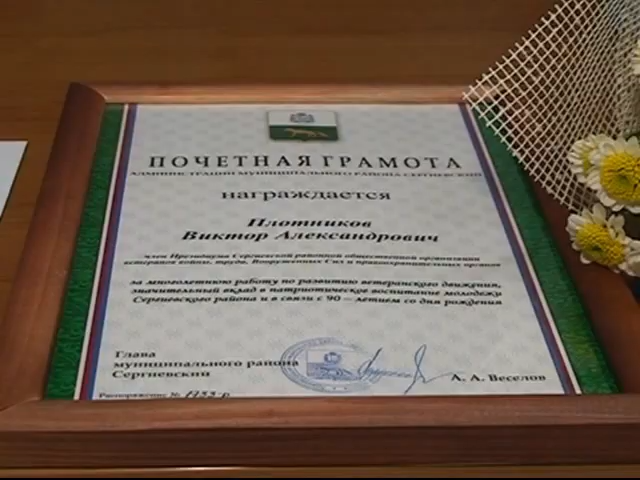 ПОЧЕТНАЯ ГРАМОТА
АДМИНИСТРАЦИИ МУНИЦИПАЛЬНОГО РАЙОНА СЕРГИЕВСКИЙ
награждается
Плотников
Виктор Александрович
член Президиума Сергиевской районной общественной организации
ветеранов войны, труда, Вооруженных Сил и правоохранительных органов
за многолетнюю работу по развитию ветеранского движения,
значительный вклад в патриотическое воспитание молодежи
Сергиевского района и в связи с 90 – летием со дня рождения
Глава
муниципального района
Сергиевский
А. А. Веселов
Распоряжение № 1753-р